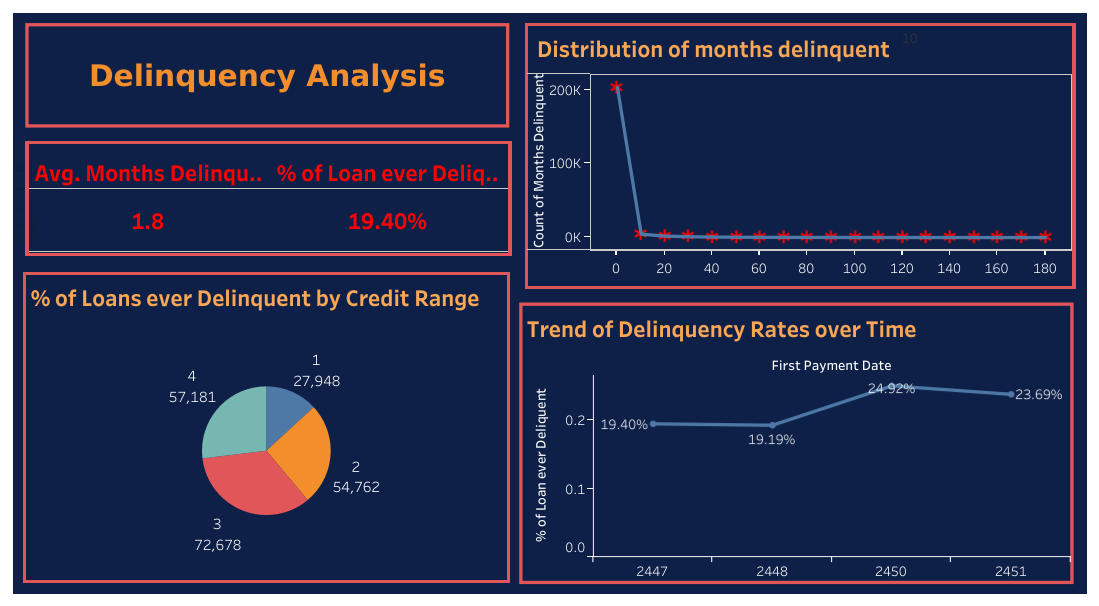 Delinquency Analysis
Avg. Months Delinqu.. % of Loan ever Deliq..
1.8 19.40%
% of Loans ever Delinquent by Credit Range
1
27,948
2
54,762
3
72,678
4
57,181
Distribution of months delinquent
10
Count of Months Delinquent
200K
100K
0K
0 20 40 60 80 100 120 140 160 180
Trend of Delinquency Rates over Time
First Payment Date
% of Loan ever Deliquent
0.2
0.1
0.0
19.40%
19.19%
24.92%
23.69%
2447 2448 2450 2451